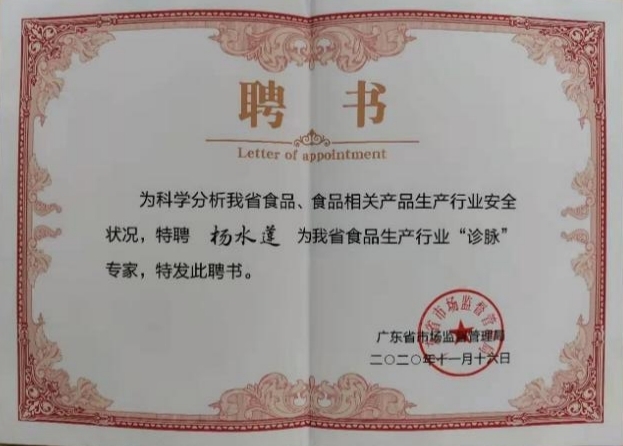 聘 书
Letter of appointment
为科学分析我省食品、食品相关产品生产行业安全
状况，特聘 杨水莲 为我省食品生产行业“诊脉”
专家，特发此聘书。
广东省市场监督管理局
二〇二〇年十一月十六日